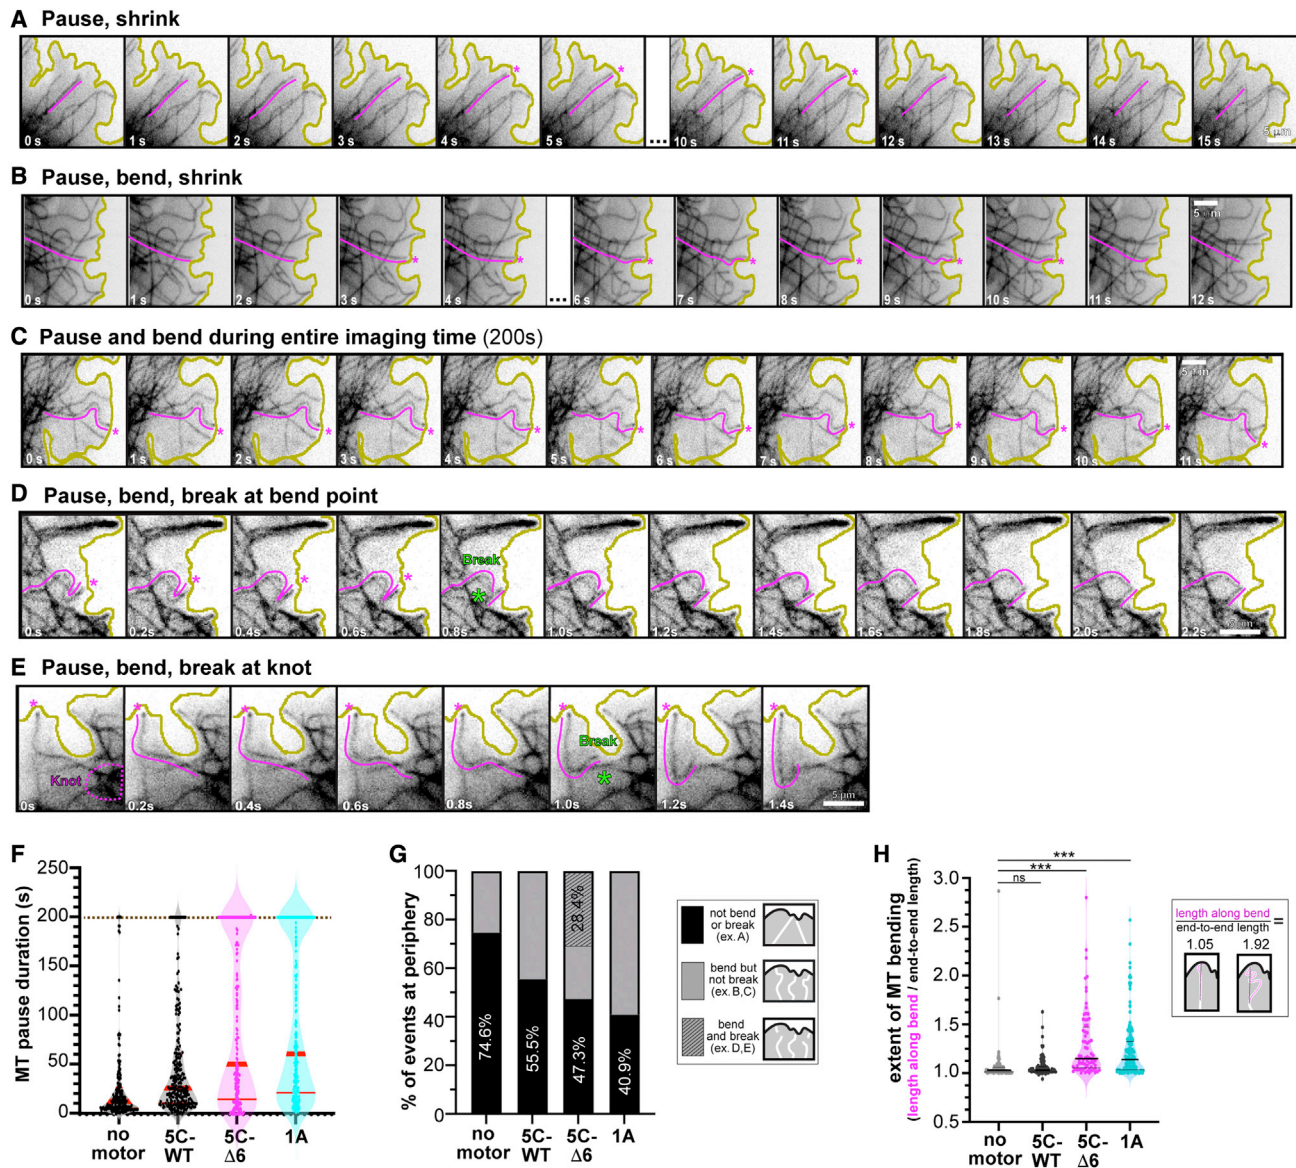 A Pause, shrink
0 s 1 s 2 s 3 s 4 s * 5 s * ... 10 s * 11 s * 12 s 13 s 14 s 15 s 5 μm
B Pause, bend, shrink
0 s 1 s 2 s 3 s * 4 s * ... 6 s * 7 s * 8 s * 9 s * 10 s * 11 s 12 s 5 μm
C Pause and bend during entire imaging time (200s)
0 s * 1 s * 2 s * 3 s * 4 s * 5 s * 6 s * 7 s * 8 s * 9 s * 10 s * 11 s * 5 μm
D Pause, bend, break at bend point
Break
0 s * 0.2s * 0.4s * 0.6s * 0.8s * 1.0s 1.2s 1.4s 1.6s 1.8s 2.0s 2.2s
E Pause, bend, break at knot
Knot Break
0s * 0.2s * 0.4s * 0.6s * 0.8s * 1.0s * 1.2s * 1.4s * 5 μm
F
MT pause duration (s)
250
200
150
100
50
0
no motor
5C-WT
5C-Δ6
1A
G
% of events at periphery
100
80
60
40
20
0
74.6%
55.5%
28.4%
47.3%
40.9%
no motor
5C-WT
5C-Δ6
1A
not bend
or break
(ex. A)
bend but
not break
(ex. B,C)
bend
and break
(ex. D,E)
H
extent of MT bending
(length along bend / end-to-end length)
3.0
2.5
2.0
1.5
1.0
0.5
***
***
ns
no motor
5C-WT
5C-Δ6
1A
length along bend
end-to-end length
=
1.05 1.92